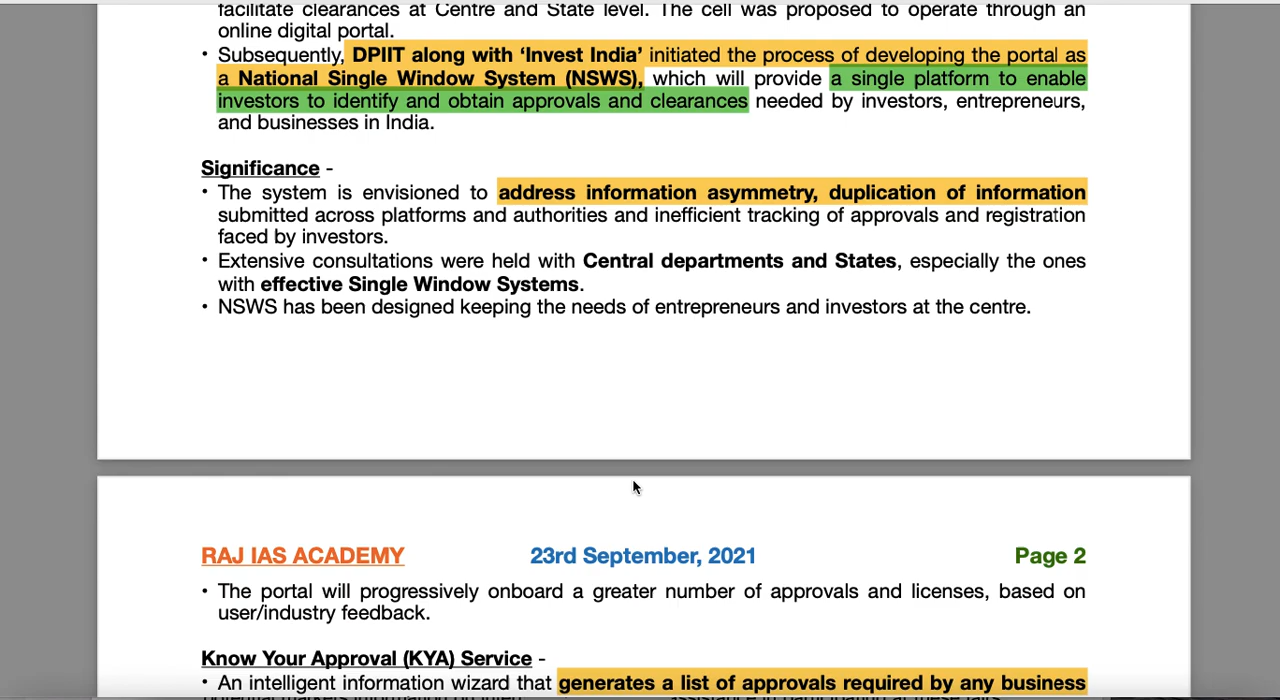 facilitate clearances at Centre and State level. The cell was proposed to operate through an
online digital portal.
• Subsequently, DPIIT along with ‘Invest India’ initiated the process of developing the portal as
a National Single Window System (NSWS), which will provide a single platform to enable
investors to identify and obtain approvals and clearances needed by investors, entrepreneurs,
and businesses in India.
Significance -
• The system is envisioned to address information asymmetry, duplication of information
submitted across platforms and authorities and inefficient tracking of approvals and registration
faced by investors.
• Extensive consultations were held with Central departments and States, especially the ones
with effective Single Window Systems.
• NSWS has been designed keeping the needs of entrepreneurs and investors at the centre.
RAJ IAS ACADEMY 23rd September, 2021 Page 2
• The portal will progressively onboard a greater number of approvals and licenses, based on
user/industry feedback.
Know Your Approval (KYA) Service -
• An intelligent information wizard that generates a list of approvals required by any business